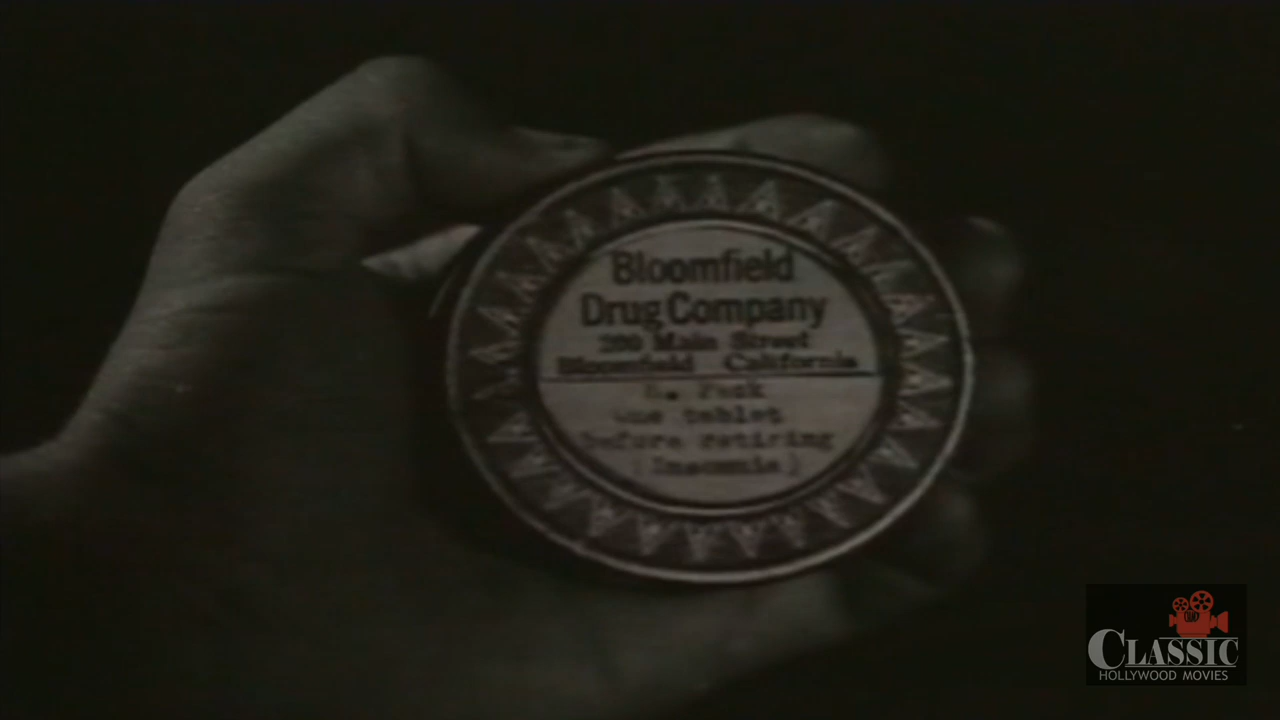 Bloomfield
Drug Company
Main Street
Bloomfield California
One tablet
before retiring
(Insomnia)
CLASSIC
HOLLYWOOD MOVIES